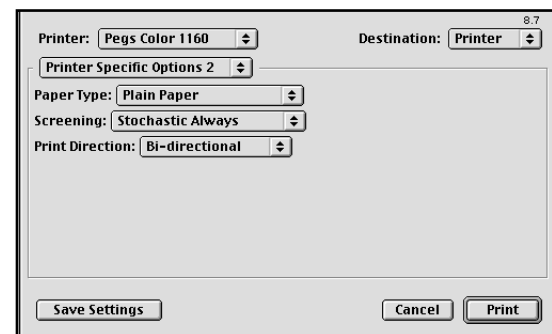 8.7
Printer: Pegs Color 1160 Destination: Printer
Printer Specific Options 2
Paper Type: Plain Paper
Screening: Stochastic Always
Print Direction: Bi-directional
Save Settings Cancel Print